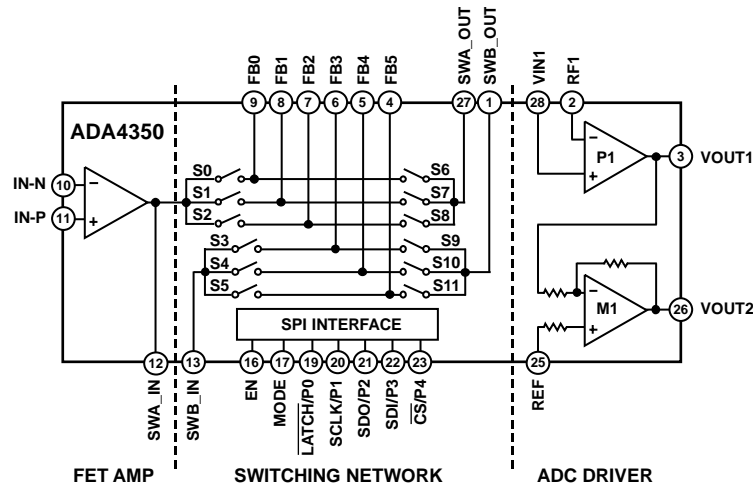 FB0 FB1 FB2 FB3 FB4 FB5 SWA_OUT SWB_OUT VIN1 RF1
9 8 7 6 5 4 27 1 28 2
ADA4350
IN-N 10 −
IN-P 11 +
S0 S6
S1 S7
S2 S8
S3 S9
S4 S10
S5 S11
− P1 +
3 VOUT1
− M1 +
26 VOUT2
SPI INTERFACE
12 13 16 17 19 20 21 22 23 25
SWA_IN SWB_IN EN MODE LATCH/P0 SCLK/P1 SDO/P2 SDI/P3 CS/P4 REF
FET AMP SWITCHING NETWORK ADC DRIVER